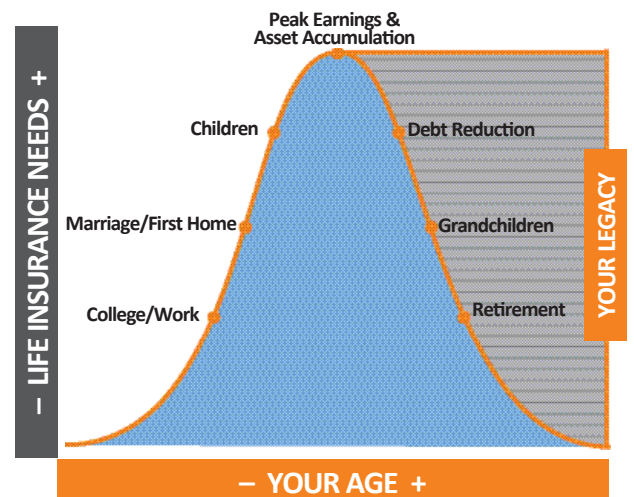 Peak Earnings &
Asset Accumulation
Children
Debt Reduction
Marriage/First Home
Grandchildren
College/Work
Retirement
– LIFE INSURANCE NEEDS +
YOUR LEGACY
– YOUR AGE +